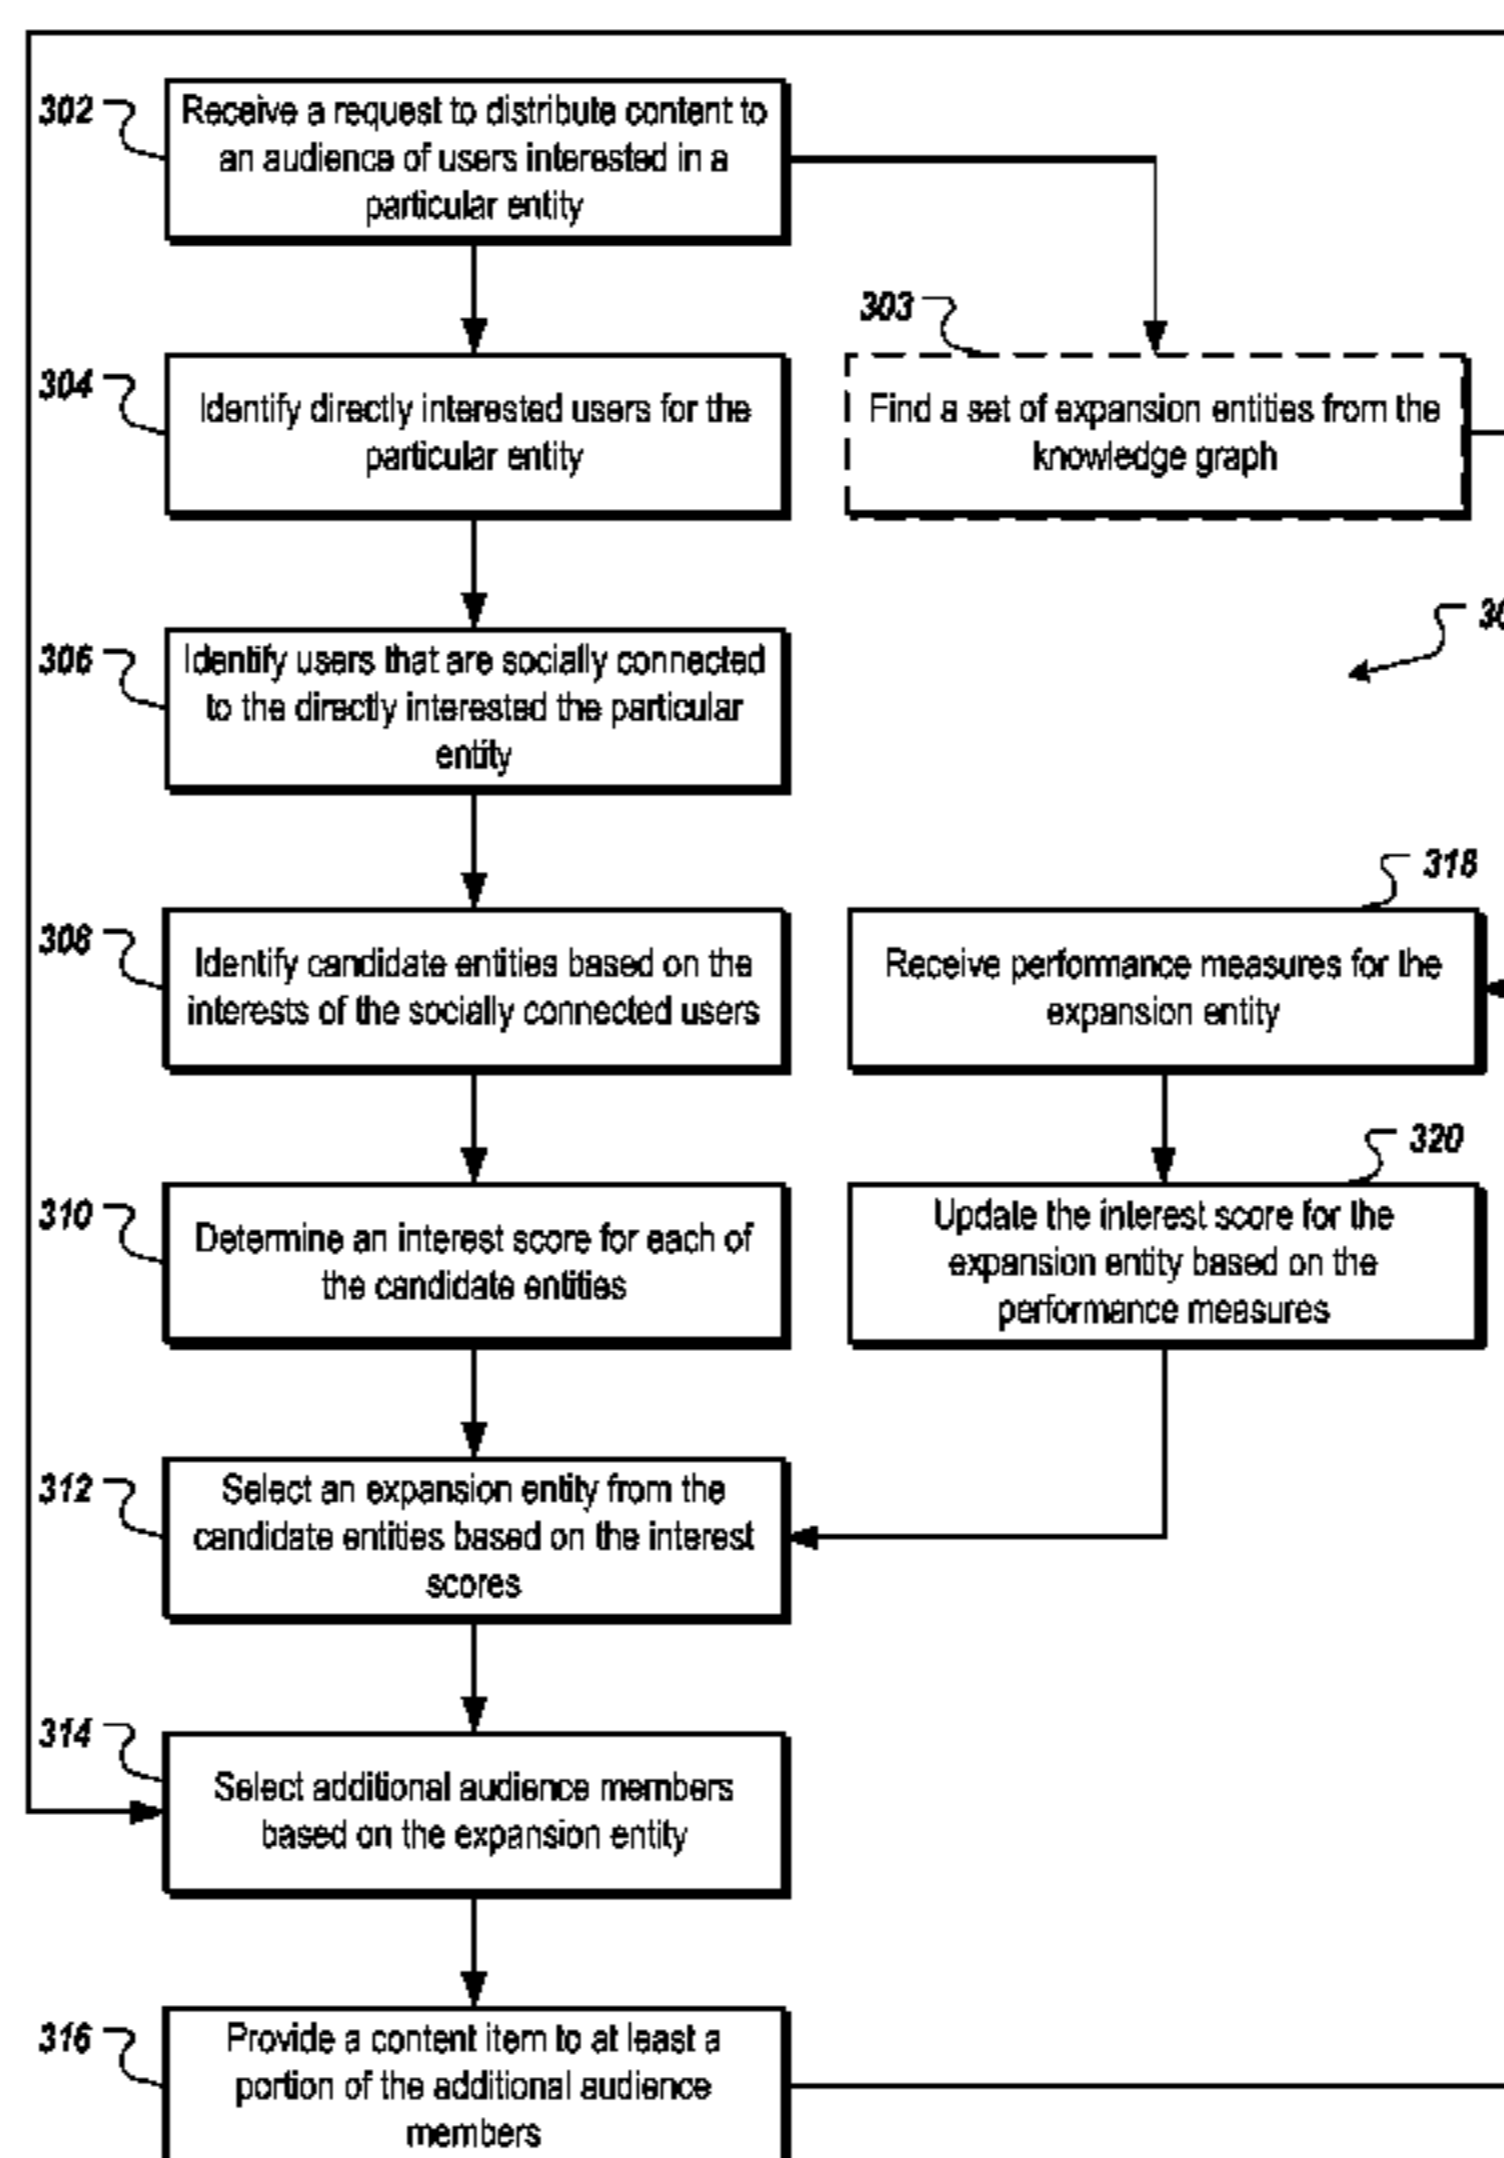 302
Receive a request to distribute content to
an audience of users interested in a
particular entity
303
304
Identify directly interested users for the
particular entity
Find a set of expansion entities from the
knowledge graph
306
Identify users that are socially connected
to the directly interested the particular
entity
318
308
Identify candidate entities based on the
interests of the socially connected users
Receive performance measures for the
expansion entity
320
310
Determine an interest score for each of
the candidate entities
Update the interest score for the
expansion entity based on the
performance measures
312
Select an expansion entity from the
candidate entities based on the interest
scores
314
Select additional audience members
based on the expansion entity
316
Provide a content item to at least a
portion of the additional audience
members